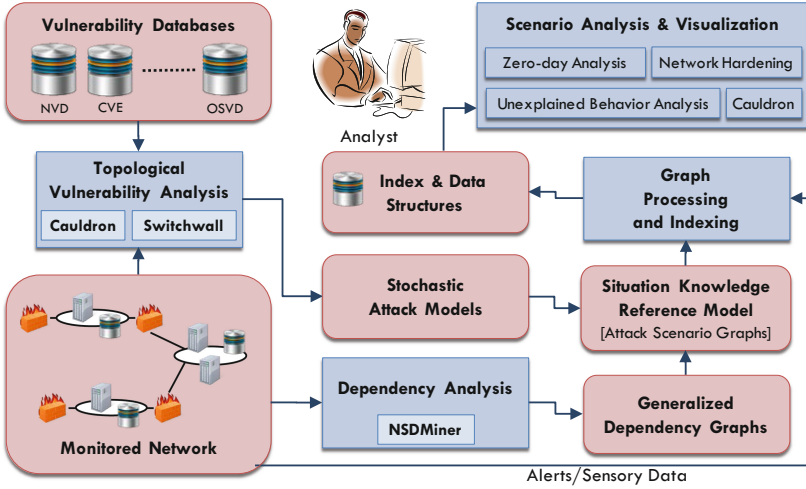 Vulnerability Databases
NVD
CVE
OSVD
Analyst
Scenario Analysis & Visualization
Zero-day Analysis
Network Hardening
Unexplained Behavior Analysis
Cauldron
Topological
Vulnerability Analysis
Cauldron
Switchwall
Index & Data
Structures
Graph
Processing
and Indexing
Stochastic
Attack Models
Situation Knowledge
Reference Model
[Attack Scenario Graphs]
Monitored Network
Dependency Analysis
NSDMiner
Generalized
Dependency Graphs
Alerts/Sensory Data